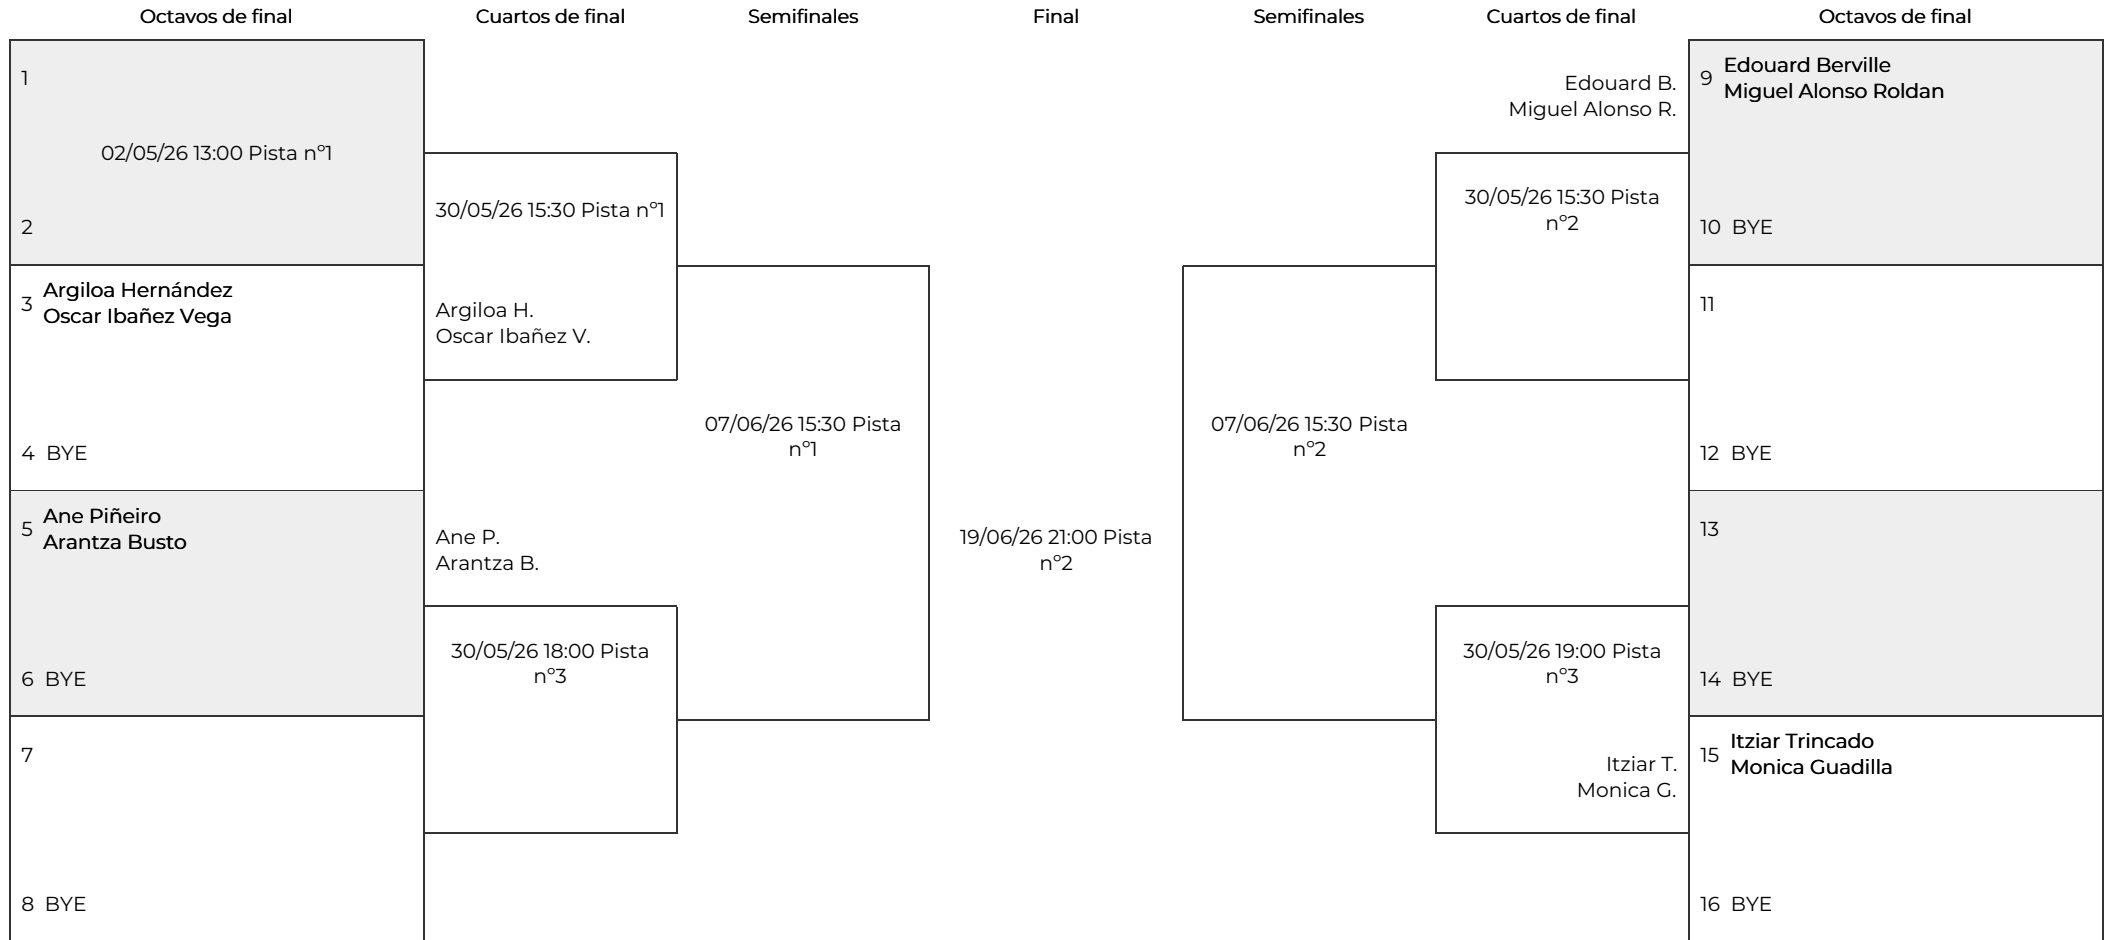 Octavos de final
Cuartos de final
Semifinales
Final
Semifinales
Cuartos de final
Octavos de final
1
02/05/26 13:00 Pista nº1
2
3
Argiloa Hernández
Oscar Ibañez Vega
4 BYE
5
Ane Piñeiro
Arantza Busto
6 BYE
7
8 BYE
30/05/26 15:30 Pista nº1
Argiloa H.
Oscar Ibañez V.
Ane P.
Arantza B.
30/05/26 18:00 Pista
nº3
07/06/26 15:30 Pista
nº1
19/06/26 21:00 Pista
nº2
07/06/26 15:30 Pista
nº2
Edouard B.
Miguel Alonso R.
30/05/26 15:30 Pista
nº2
30/05/26 19:00 Pista
nº3
Itziar T.
Monica G.
9
Edouard Berville
Miguel Alonso Roldan
10 BYE
11
12 BYE
13
14 BYE
15
Itziar Trincado
Monica Guadilla
16 BYE